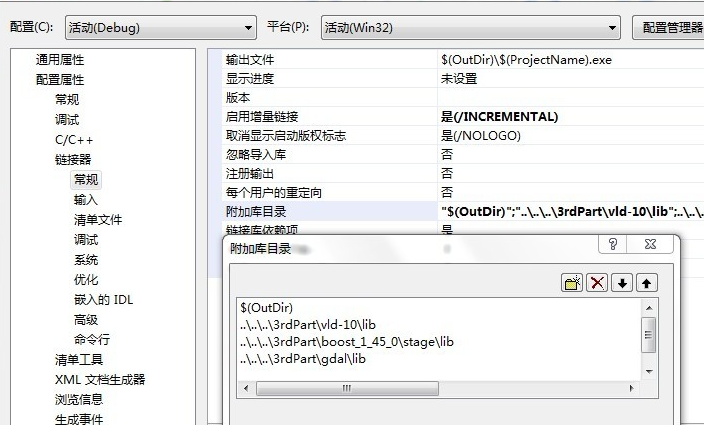 配置(C): 活动(Debug) 平台(P): 活动(Win32) 配置管理器
通用属性
配置属性
常规
调试
C/C++
链接器
常规
输入
清单文件
调试
系统
优化
嵌入的 IDL
高级
命令行
清单工具
XML 文档生成器
浏览信息
生成事件
输出文件 $(OutDir)\$(ProjectName).exe
显示进度 未设置
版本
启用增量链接 是(/INCREMENTAL)
取消显示启动版权标志 是(/NOLOGO)
忽略导入库 否
注册输出 否
每个用户的重定向 否
附加库目录 "$(OutDir)";"..\..\..\3rdPart\vld-10\lib";..\..
链接库依赖项 是
附加库目录
$(OutDir)
..\..\..\3rdPart\vld-10\lib
..\..\..\3rdPart\boost_1_45_0\stage\lib
..\..\..\3rdPart\gdal\lib